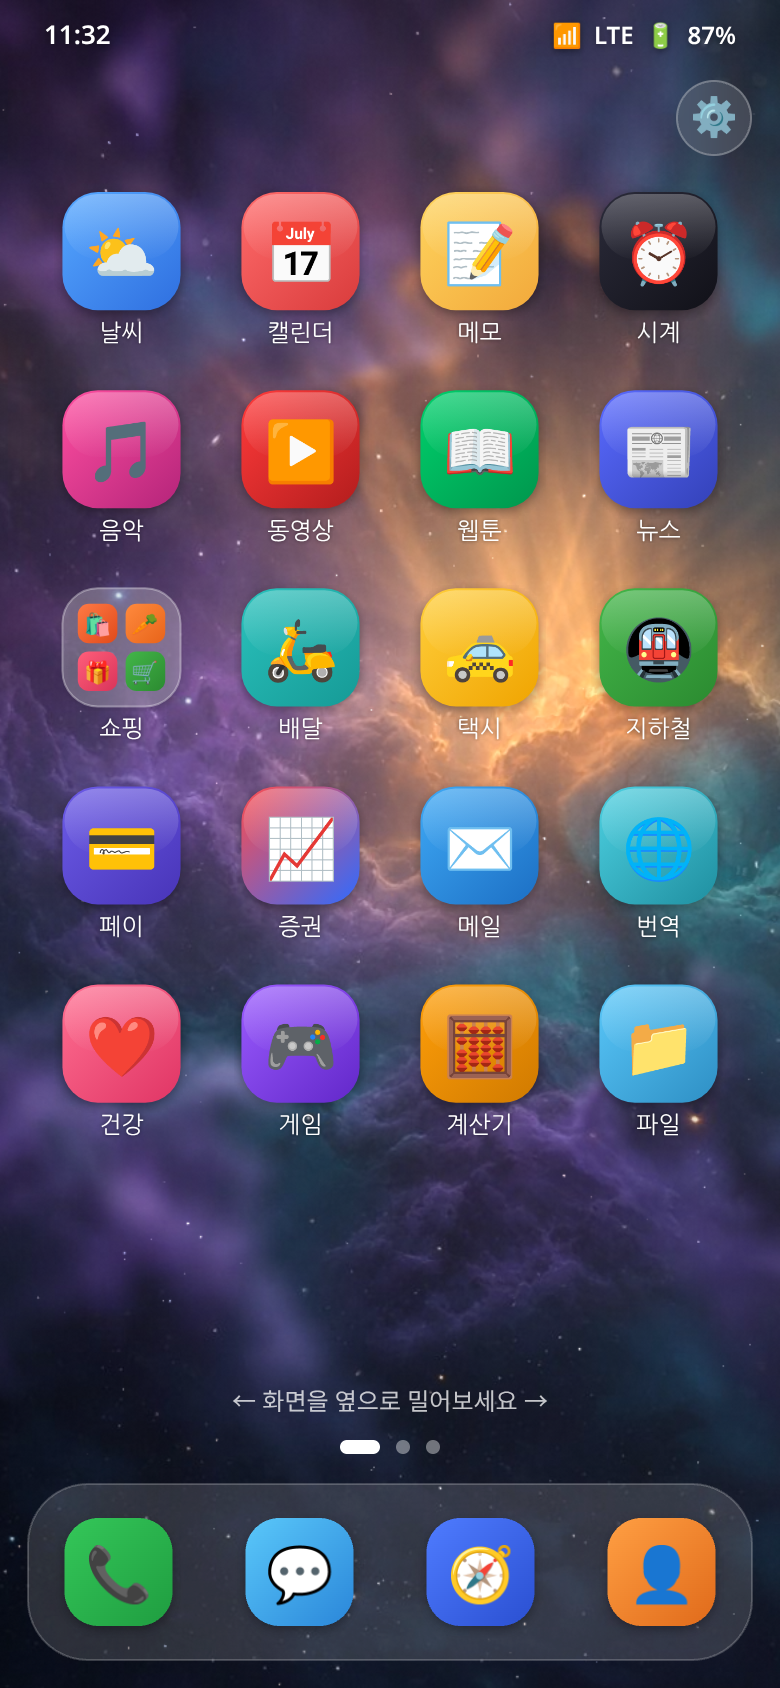 11:32 LTE 87%
July
17
날씨 캘린더 메모 시계
음악 동영상 웹툰 뉴스
쇼핑 배달 택시 지하철
페이 증권 메일 번역
건강 게임 계산기 파일
← 화면을 옆으로 밀어보세요 →